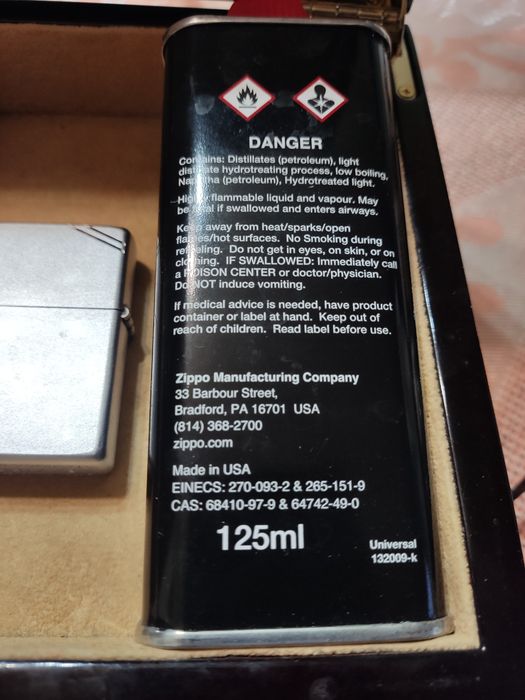 DANGER
Contains: Distillates (petroleum), light
distillate hydrotreating process, low boiling,
Naphtha (petroleum), Hydrotreated light.
Highly flammable liquid and vapour. May
be fatal if swallowed and enters airways.
Keep away from heat/sparks/open
flames/hot surfaces. No Smoking during
refueling. Do not get in eyes, on skin, or on
clothing. IF SWALLOWED: Immediately call
a POISON CENTER or doctor/physician.
Do NOT induce vomiting.
If medical advice is needed, have product
container or label at hand. Keep out of
reach of children. Read label before use.
Zippo Manufacturing Company
33 Barbour Street,
Bradford, PA 16701 USA
(814) 368-2700
zippo.com
Made in USA
EINECS: 270-093-2 & 265-151-9
CAS: 68410-97-9 & 64742-49-0
125ml
Universal
132009-k